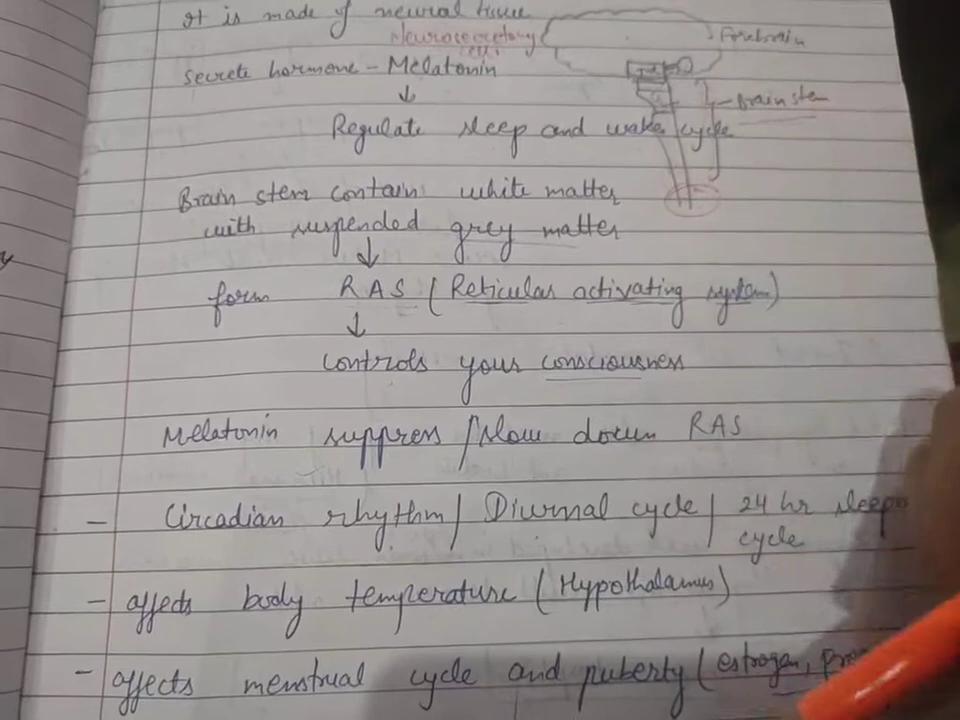 It is made of neural tissue
Neurosecretory
cells
Forebrain
secrete hormone - Melatonin
Brain stem
Regulate sleep and wake cycle
Brain stem contain white matter
with suspended grey matter
form RAS (Reticular activating system)
controls your consciousness
Melatonin suppress / slow down RAS
- Circadian rhythm / Diurnal cycle / 24 hr sleep
cycle
- affects body temperature (Hypothalamus)
- affects menstrual cycle and puberty (estrogen,